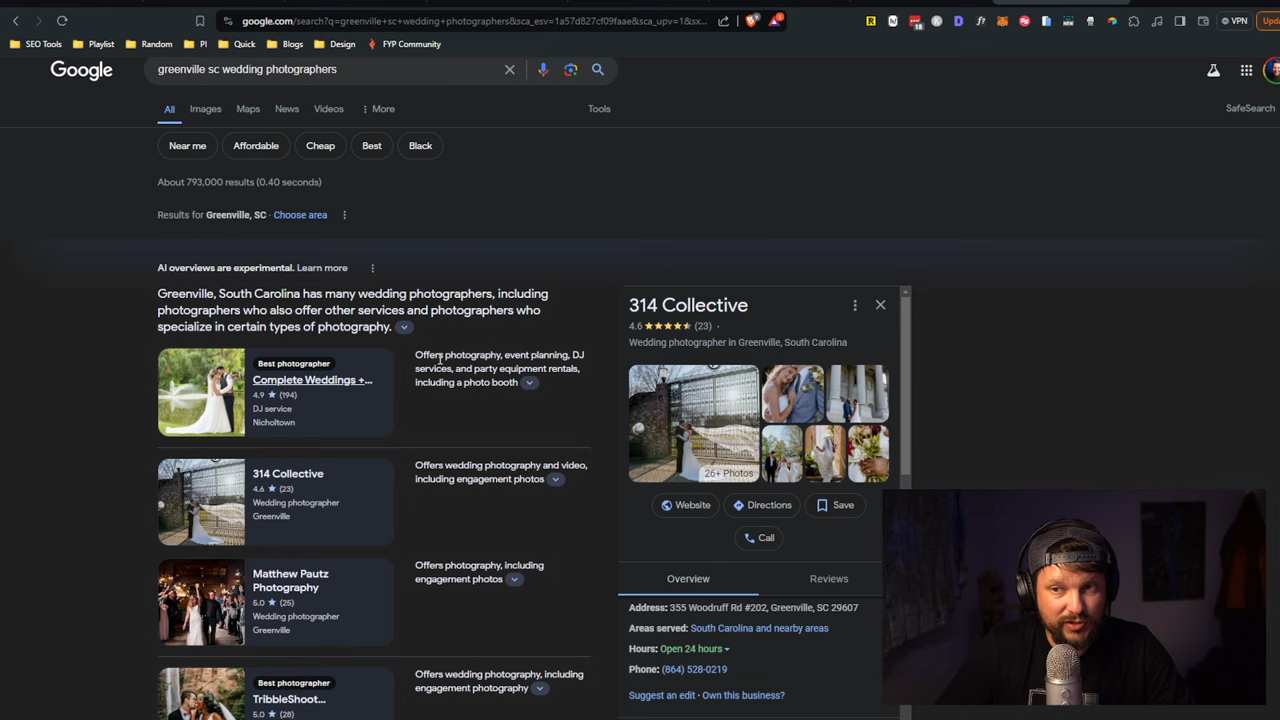 google.com/search?q=greenville+sc+wedding+photographers&sca_esv=1a57d827cf09faae&sca_upv=1&sx...
18
NEW
VPN
Upda
SEO Tools
Playlist
Random
PI
Quick
Blogs
Design
FYP Community
Google
greenville sc wedding photographers
All
Images
Maps
News
Videos
More
Tools
SafeSearch
Near me
Affordable
Cheap
Best
Black
About 793,000 results (0.40 seconds)
Results for Greenville, SC · Choose area
AI overviews are experimental. Learn more
Greenville, South Carolina has many wedding photographers, including
photographers who also offer other services and photographers who
specialize in certain types of photography.
Best photographer
Complete Weddings +...
4.9 ★ (194)
DJ service
Nicholtown
Offers photography, event planning, DJ
services, and party equipment rentals,
including a photo booth
314 Collective
4.6 ★ (23)
Wedding photographer
Greenville
Offers wedding photography and video,
including engagement photos
Matthew Pautz
Photography
5.0 ★ (25)
Wedding photographer
Greenville
Offers photography, including
engagement photos
Best photographer
TribbleShoot...
5.0 ★ (28)
Offers wedding photography, including
engagement photography
314 Collective
4.6 ★★★★★ (23) ·
Wedding photographer in Greenville, South Carolina
26+ Photos
Website
Directions
Save
Call
Overview
Reviews
Address: 355 Woodruff Rd #202, Greenville, SC 29607
Areas served: South Carolina and nearby areas
Hours: Open 24 hours
Phone: (864) 528-0219
Suggest an edit · Own this business?